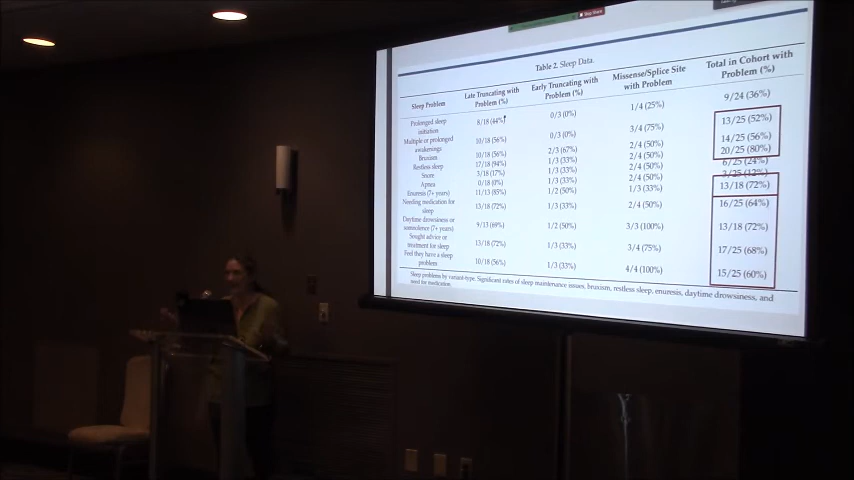 Table 2. Sleep Data.
Sleep Problem Late Truncating with Problem (%) Early Truncating with Problem (%) Missense/Splice Site with Problem Total in Cohort with Problem (%)
Prolonged sleep initiation 8/18 (44%) 0/3 (0%) 1/4 (25%) 9/24 (36%)
Multiple or prolonged awakenings 10/18 (56%) 0/3 (0%) 3/4 (75%) 13/25 (52%)
Bruxism 10/18 (56%) 2/3 (67%) 2/4 (50%) 14/25 (56%)
Restless sleep 17/18 (94%) 1/3 (33%) 2/4 (50%) 20/25 (80%)
Snore 3/18 (17%) 1/3 (33%) 2/4 (50%) 6/25 (24%)
Apnea 0/18 (0%) 1/3 (33%) 2/4 (50%) 3/25 (12%)
Enuresis (7+ years) 11/13 (85%) 1/2 (50%) 1/3 (33%) 13/18 (72%)
Needing medication for sleep 13/18 (72%) 1/3 (33%) 2/4 (50%) 16/25 (64%)
Daytime drowsiness or somnolence (7+ years) 9/13 (69%) 1/2 (50%) 3/3 (100%) 13/18 (72%)
Sought advice or treatment for sleep 13/18 (72%) 1/3 (33%) 3/4 (75%) 17/25 (68%)
Feel they have a sleep problem 10/18 (56%) 1/3 (33%) 4/4 (100%) 15/25 (60%)
Sleep problems by variant-type. Significant rates of sleep maintenance issues, bruxism, restless sleep, enuresis, daytime drowsiness, and
need for medication.